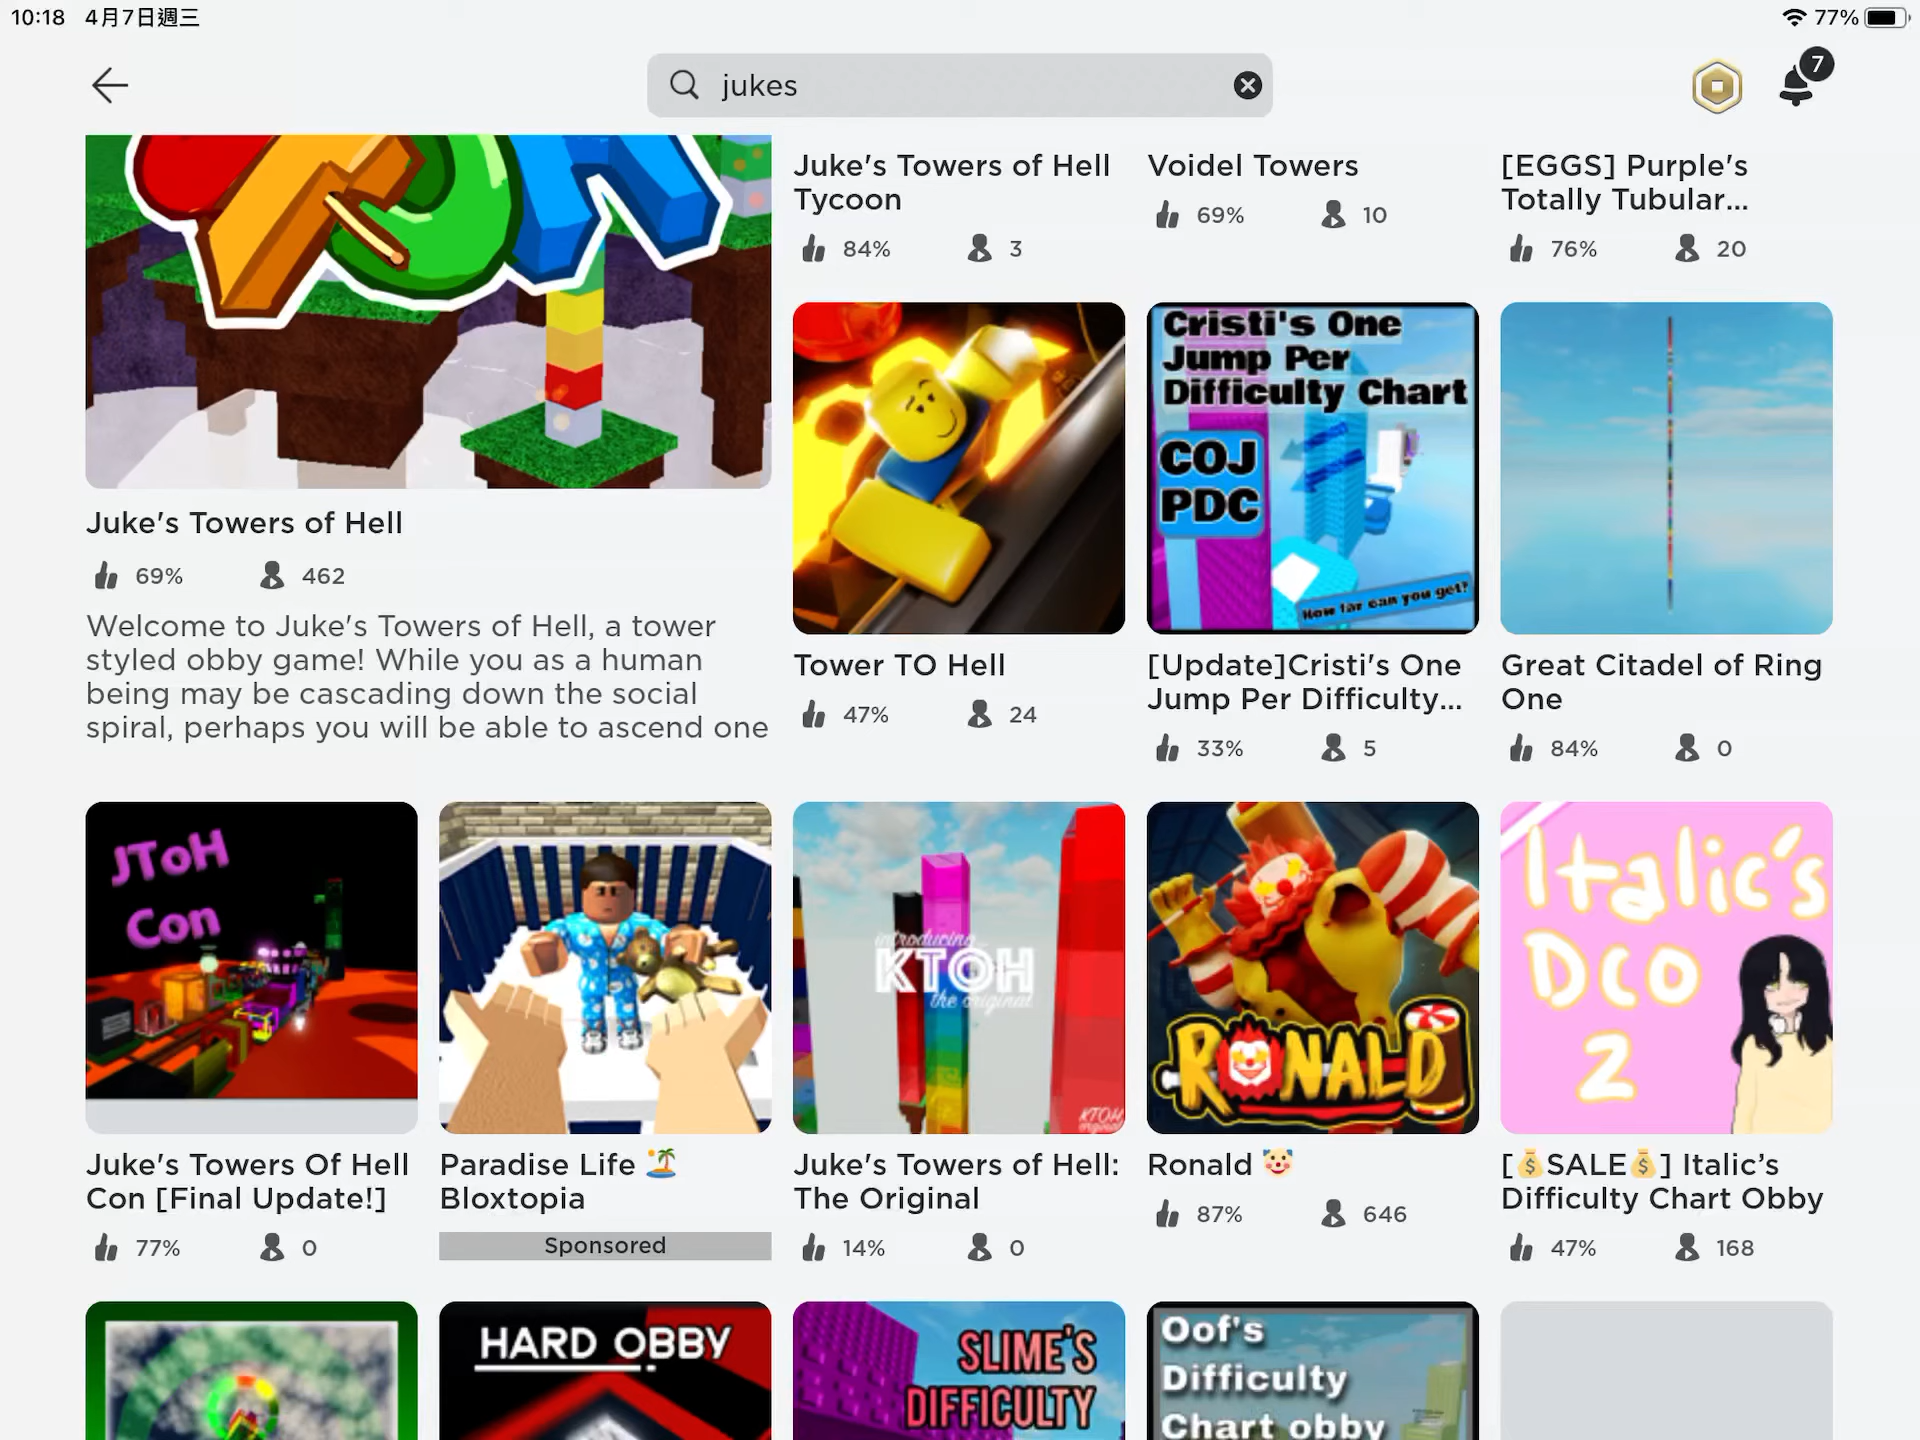 10:18 4月7日週三
77%
jukes
7
Juke's Towers of Hell
Tycoon
84% 3
Voidel Towers
69% 10
[EGGS] Purple's
Totally Tubular...
76% 20
Juke's Towers of Hell
69% 462
Welcome to Juke's Towers of Hell, a tower
styled obby game! While you as a human
being may be cascading down the social
spiral, perhaps you will be able to ascend one
Tower TO Hell
47% 24
Cristi's One
Jump Per
Difficulty Chart
COJ
PDC
How far can you get?
[Update]Cristi's One
Jump Per Difficulty...
33% 5
Great Citadel of Ring
One
84% 0
JToH
Con
Juke's Towers Of Hell
Con [Final Update!]
77% 0
Paradise Life 🏝️
Bloxtopia
Sponsored
introducing
KTOH
the original
KTOH
original
Juke's Towers of Hell:
The Original
14% 0
RONALD
Ronald 🤡
87% 646
Italic's
DCO
2
[💰SALE💰] Italic's
Difficulty Chart Obby
47% 168
HARD OBBY
SLIME'S
DIFFICULTY
Oof's
Difficulty
Chart obby